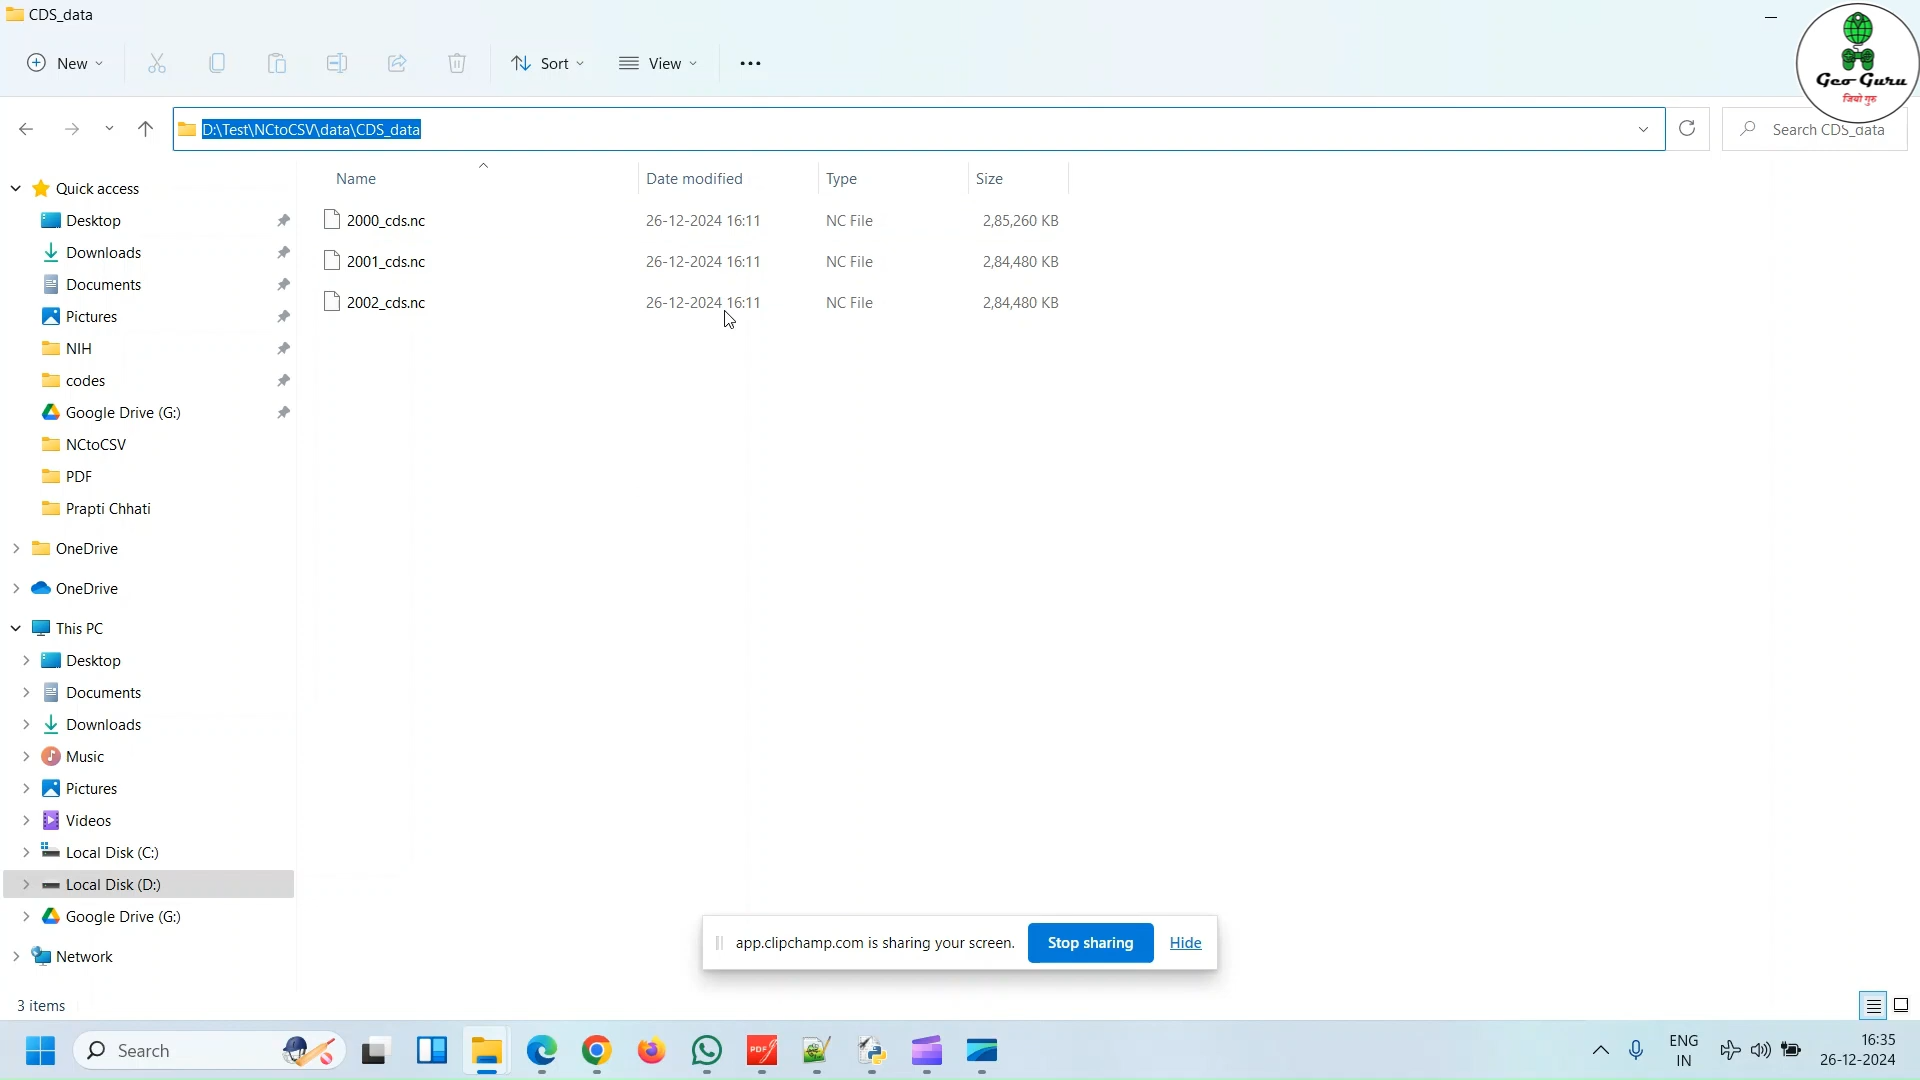 CDS_data
New
Sort
View
Geo Guru
जियो गुरु
D:\Test\NCtoCSV\data\CDS_data
Search CDS_data
Name
Date modified
Type
Size
2000_cds.nc
26-12-2024 16:11
NC File
2,85,260 KB
2001_cds.nc
26-12-2024 16:11
NC File
2,84,480 KB
2002_cds.nc
26-12-2024 16:11
NC File
2,84,480 KB
Quick access
Desktop
Downloads
Documents
Pictures
NIH
codes
Google Drive (G:)
NCtoCSV
PDF
Prapti Chhati
OneDrive
OneDrive
This PC
Desktop
Documents
Downloads
Music
Pictures
Videos
Local Disk (C:)
Local Disk (D:)
Google Drive (G:)
Network
app.clipchamp.com is sharing your screen.
Stop sharing
Hide
3 items
Search
PDF
ENG
IN
16:35
26-12-2024